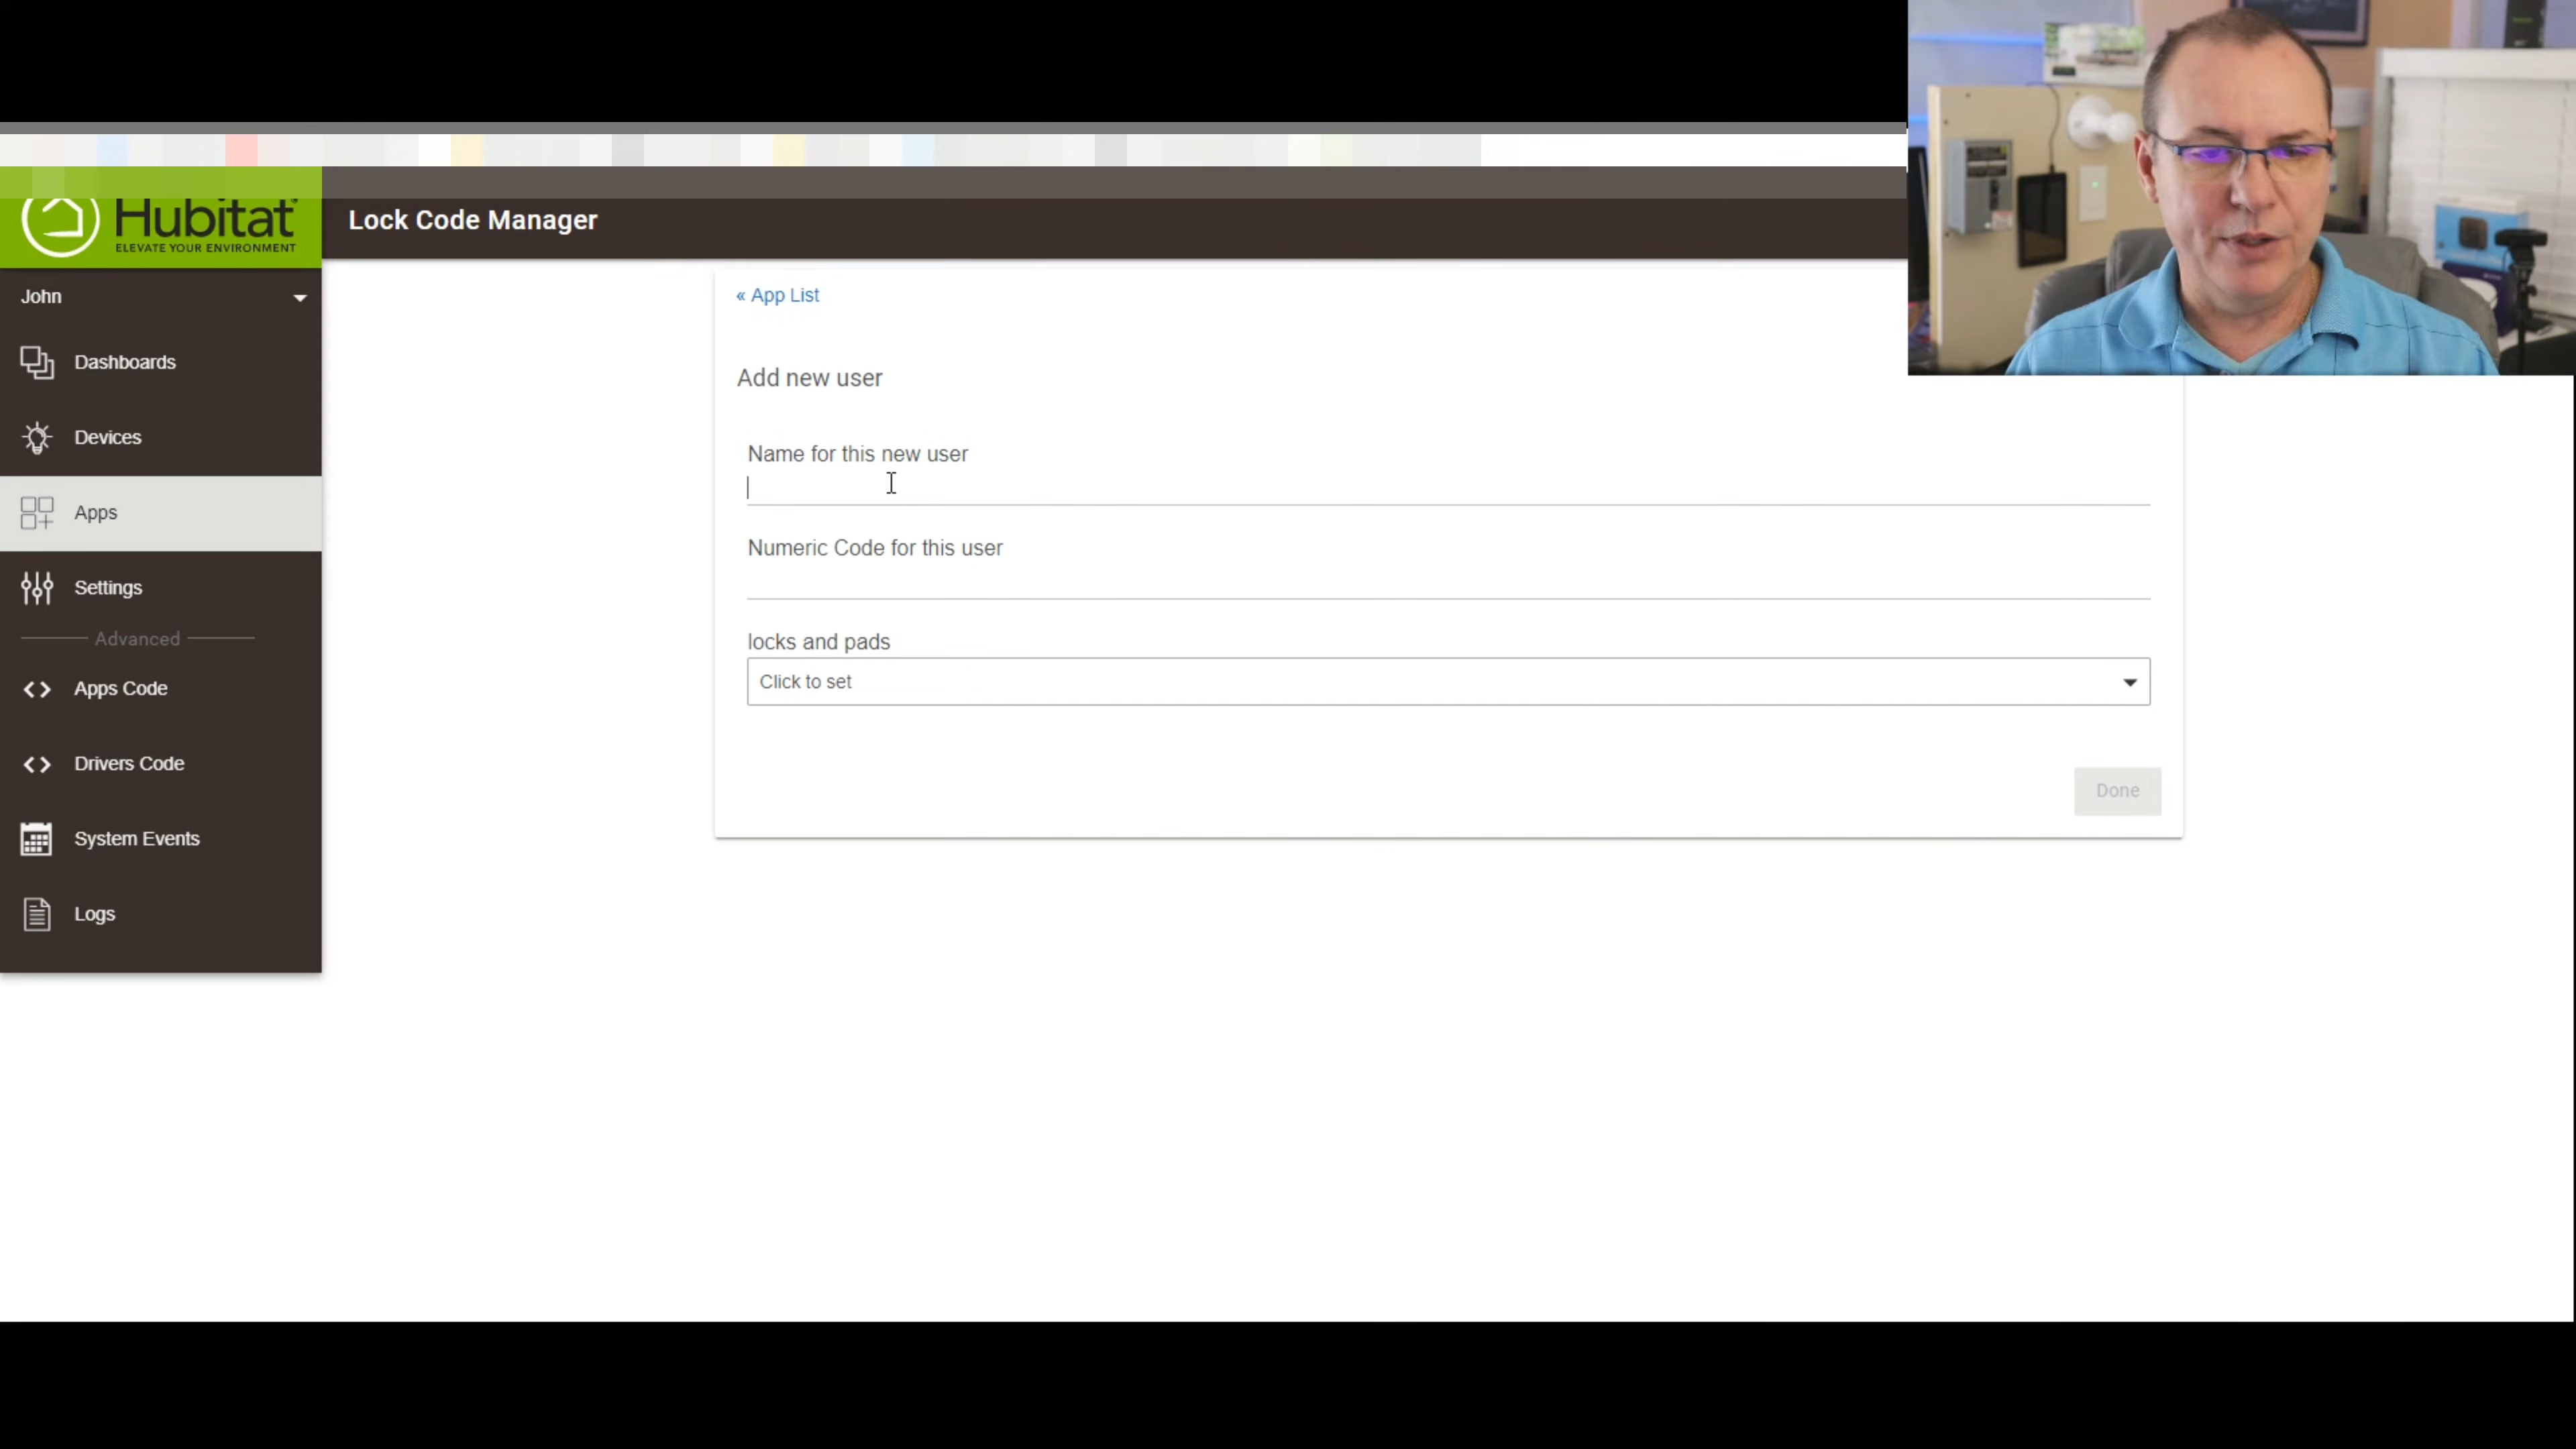 Hubitat
ELEVATE YOUR ENVIRONMENT
Lock Code Manager
John
Dashboards
Devices
Apps
Settings
Advanced
Apps Code
Drivers Code
System Events
Logs
« App List
Add new user
Name for this new user
Numeric Code for this user
locks and pads
Click to set
Done